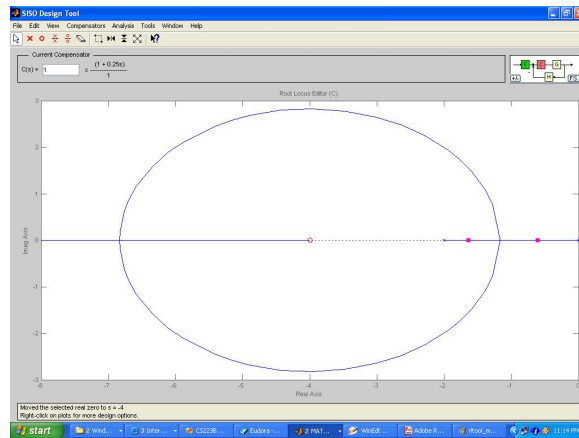 SISO Design Tool
File Edit View Compensators Analysis Tools Window Help
Current Compensator
C(s) = 1 x (1 + 0.25s)
1
F C G
H
+/- FS
Root Locus Editor (C)
3
2
1
0
-1
-2
-3
Imag Axis
-8 -7 -6 -5 -4 -3 -2 -1 0
Real Axis
Moved the selected real zero to s = -4
Right-click on plots for more design options.
start 2 Wind... 3 Inter... CS223B ... Eudora -... 2 MAT... WinEdt ... Adobe R... rltool_m... 11:14 PM